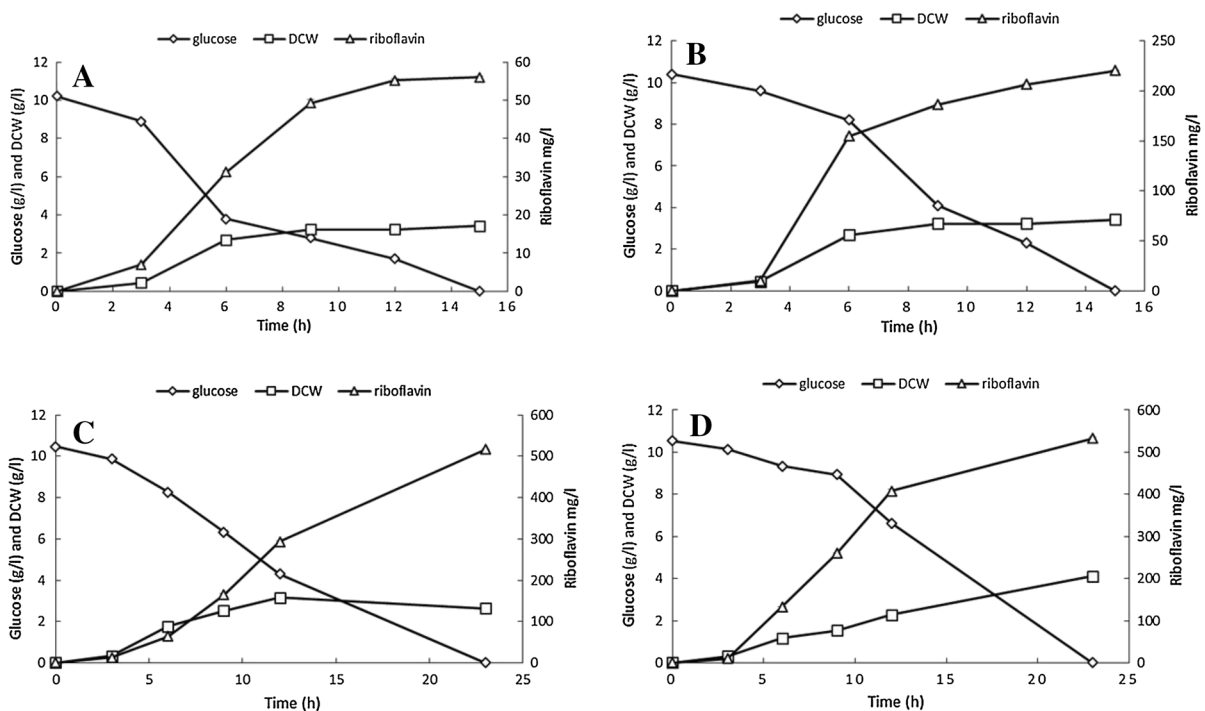 glucose DCW riboflavin
A
12 10 8 6 4 2 0
Glucose (g/l) and DCW (g/l)
60 50 40 30 20 10 0
Riboflavin mg/l
0 2 4 6 8 10 12 14 16
Time (h)
glucose DCW riboflavin
B
12 10 8 6 4 2 0
Glucose (g/l) and DCW (g/l)
250 200 150 100 50 0
Riboflavin mg/l
0 2 4 6 8 10 12 14 16
Time (h)
glucose DCW riboflavin
C
12 10 8 6 4 2 0
Glucose (g/l) and DCW (g/l)
600 500 400 300 200 100 0
Riboflavin mg/l
0 5 10 15 20 25
Time (h)
glucose DCW riboflavin
D
12 10 8 6 4 2 0
Glucose (g/l) and DCW (g/l)
600 500 400 300 200 100 0
Riboflavin mg/l
0 5 10 15 20 25
Time (h)